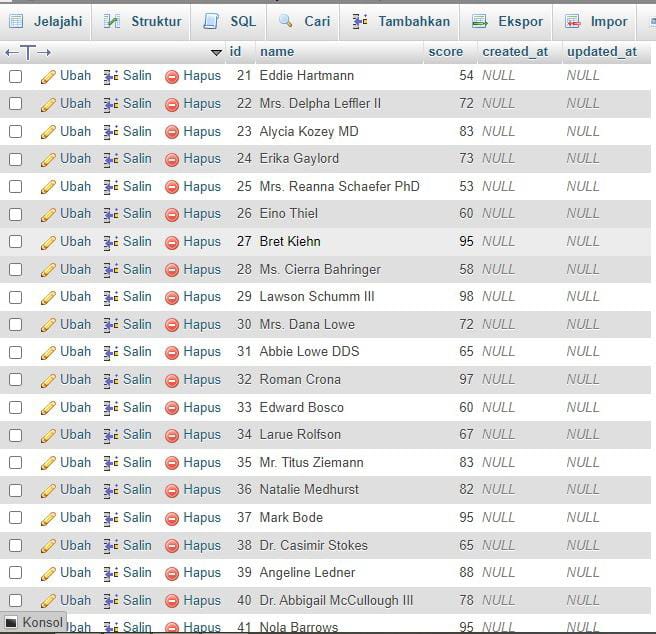 Jelajahi Struktur SQL Cari Tambahkan Ekspor Impor
id name score created_at updated_at
Ubah Salin Hapus 21 Eddie Hartmann 54 NULL NULL
Ubah Salin Hapus 22 Mrs. Delpha Leffler II 72 NULL NULL
Ubah Salin Hapus 23 Alycia Kozey MD 83 NULL NULL
Ubah Salin Hapus 24 Erika Gaylord 73 NULL NULL
Ubah Salin Hapus 25 Mrs. Reanna Schaefer PhD 53 NULL NULL
Ubah Salin Hapus 26 Eino Thiel 60 NULL NULL
Ubah Salin Hapus 27 Bret Kiehn 95 NULL NULL
Ubah Salin Hapus 28 Ms. Cierra Bahringer 58 NULL NULL
Ubah Salin Hapus 29 Lawson Schumm III 98 NULL NULL
Ubah Salin Hapus 30 Mrs. Dana Lowe 72 NULL NULL
Ubah Salin Hapus 31 Abbie Lowe DDS 65 NULL NULL
Ubah Salin Hapus 32 Roman Crona 97 NULL NULL
Ubah Salin Hapus 33 Edward Bosco 60 NULL NULL
Ubah Salin Hapus 34 Larue Rolfson 67 NULL NULL
Ubah Salin Hapus 35 Mr. Titus Ziemann 83 NULL NULL
Ubah Salin Hapus 36 Natalie Medhurst 82 NULL NULL
Ubah Salin Hapus 37 Mark Bode 95 NULL NULL
Ubah Salin Hapus 38 Dr. Casimir Stokes 65 NULL NULL
Ubah Salin Hapus 39 Angeline Ledner 88 NULL NULL
Ubah Salin Hapus 40 Dr. Abbigail McCullough III 78 NULL NULL
Konsol Salin Hapus 41 Nola Barrows 95 NULL NULL